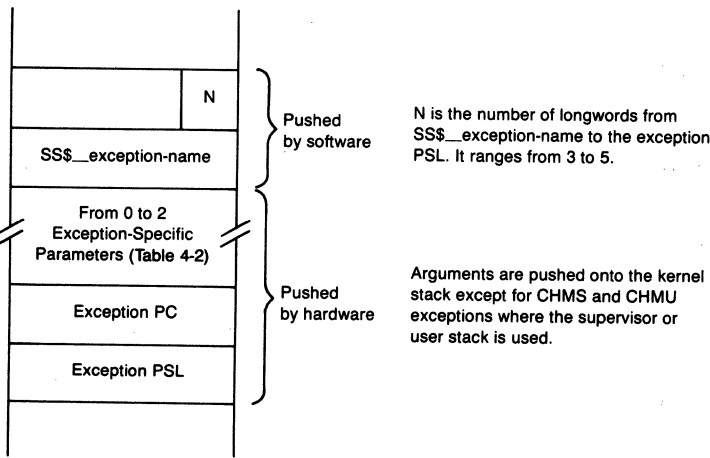 N
SS$__exception-name
From 0 to 2
Exception-Specific
Parameters (Table 4-2)
Exception PC
Exception PSL
Pushed
by software
Pushed
by hardware
N is the number of longwords from
SS$__exception-name to the exception
PSL. It ranges from 3 to 5.
Arguments are pushed onto the kernel
stack except for CHMS and CHMU
exceptions where the supervisor or
user stack is used.